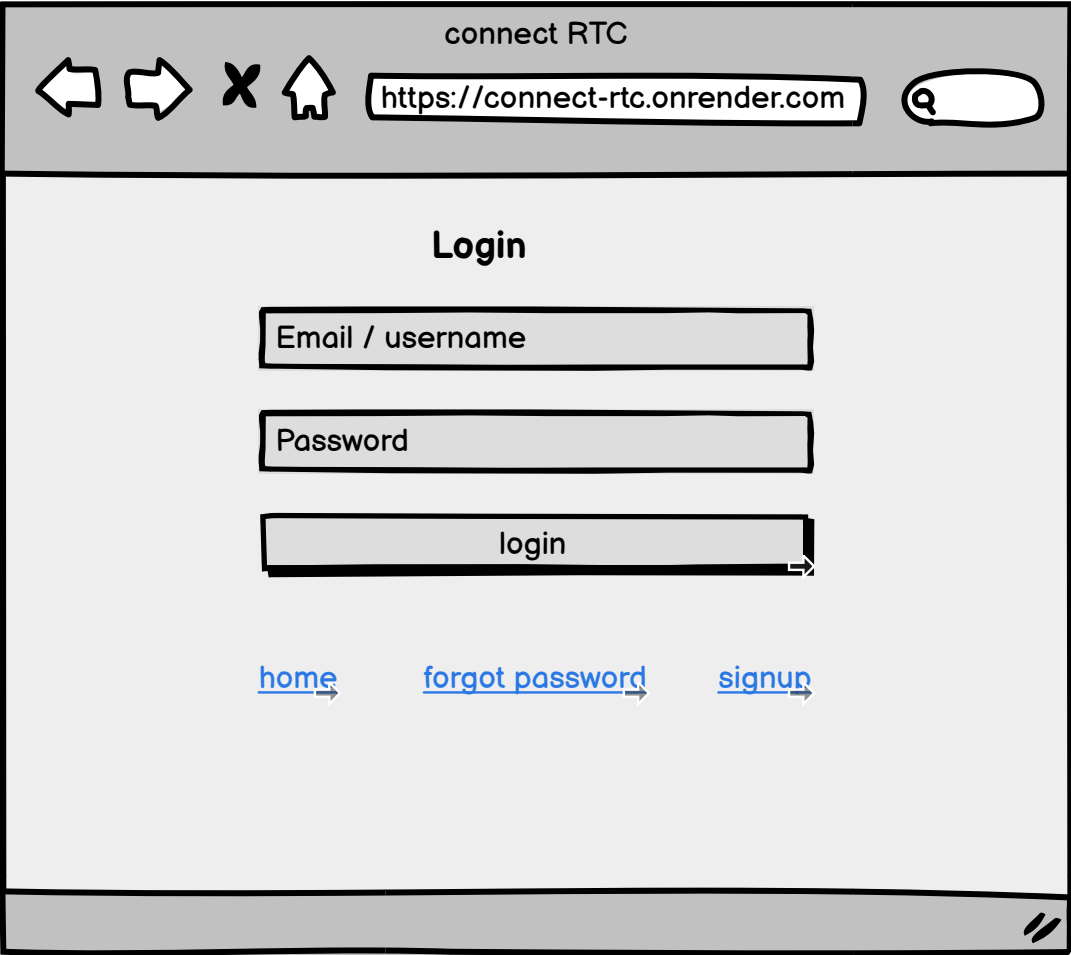 connect RTC
https://connect-rtc.onrender.com
Login
Email / username
Password
login
home forgot password signup